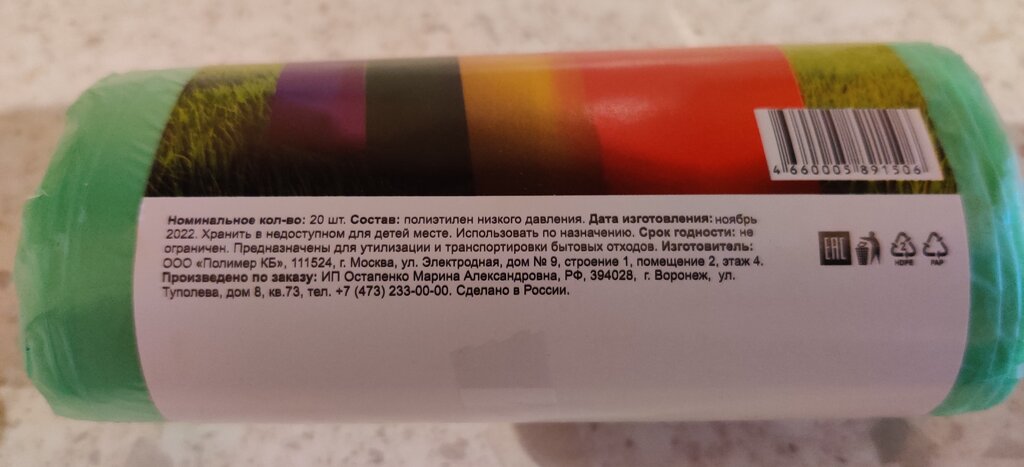 4 660005 891506
Номинальное кол-во: 20 шт. Состав: полиэтилен низкого давления. Дата изготовления: ноябрь
2022. Хранить в недоступном для детей месте. Использовать по назначению. Срок годности: не
ограничен. Предназначены для утилизации и транспортировки бытовых отходов. Изготовитель:
ООО «Полимер КБ», 111524, г. Москва, ул. Электродная, дом № 9, строение 1, помещение 2, этаж 4.
Произведено по заказу: ИП Остапенко Марина Александровна, РФ, 394028, г. Воронеж, ул.
Туполева, дом 8, кв.73, тел. +7 (473) 233-00-00. Сделано в России.
EAC
2
HDPE
PAP